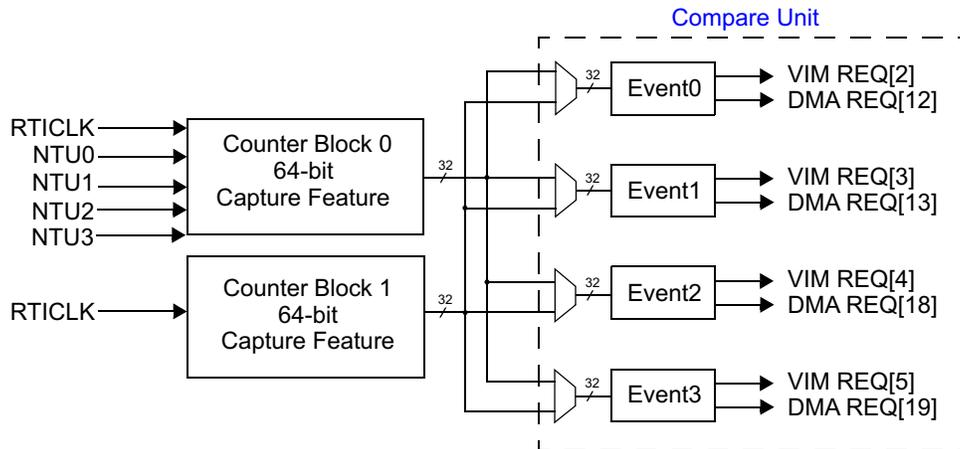 Compare Unit
RTICLK
NTU0
NTU1
NTU2
NTU3
Counter Block 0
64-bit
Capture Feature
32
RTICLK
Counter Block 1
64-bit
Capture Feature
32
32
Event0
VIM REQ[2]
DMA REQ[12]
32
Event1
VIM REQ[3]
DMA REQ[13]
32
Event2
VIM REQ[4]
DMA REQ[18]
32
Event3
VIM REQ[5]
DMA REQ[19]